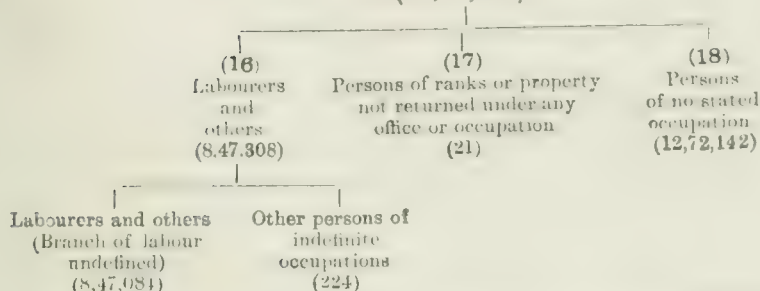 (16)
Labourers
and
others
(8.47.308)
(17)
Persons of ranks or property
not returned under any
office or occupation
(21)
(18)
Persons
of no stated
occupation
(12,72,142)
Labourers and others
(Branch of labour
undefined)
(8,47,084)
Other persons of
indefinite
occupations
(224)